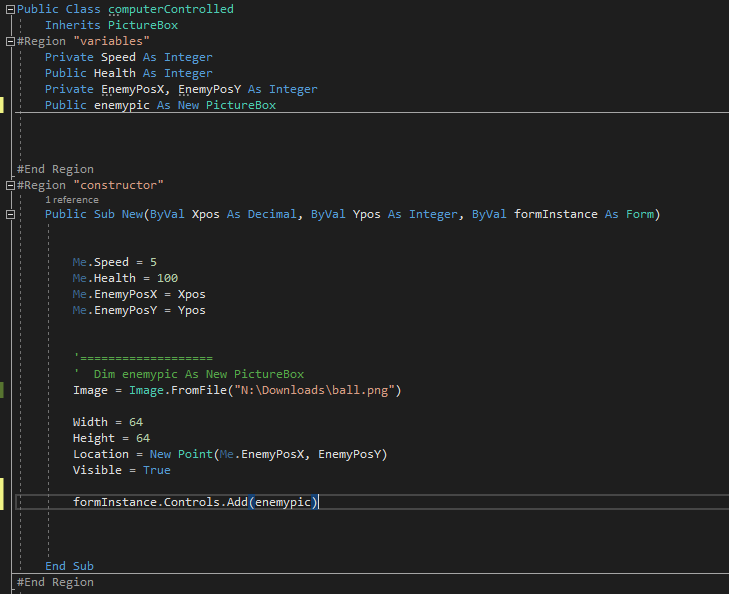 Public Class computerControlled
Inherits PictureBox
#Region "variables"
Private Speed As Integer
Public Health As Integer
Private EnemyPosX, EnemyPosY As Integer
Public enemypic As New PictureBox
#End Region
#Region "constructor"
1 reference
Public Sub New(ByVal Xpos As Decimal, ByVal Ypos As Integer, ByVal formInstance As Form)
Me.Speed = 5
Me.Health = 100
Me.EnemyPosX = Xpos
Me.EnemyPosY = Ypos
'===================
' Dim enemypic As New PictureBox
Image = Image.FromFile("N:\Downloads\ball.png")
Width = 64
Height = 64
Location = New Point(Me.EnemyPosX, EnemyPosY)
Visible = True
formInstance.Controls.Add(enemypic)
End Sub
#End Region